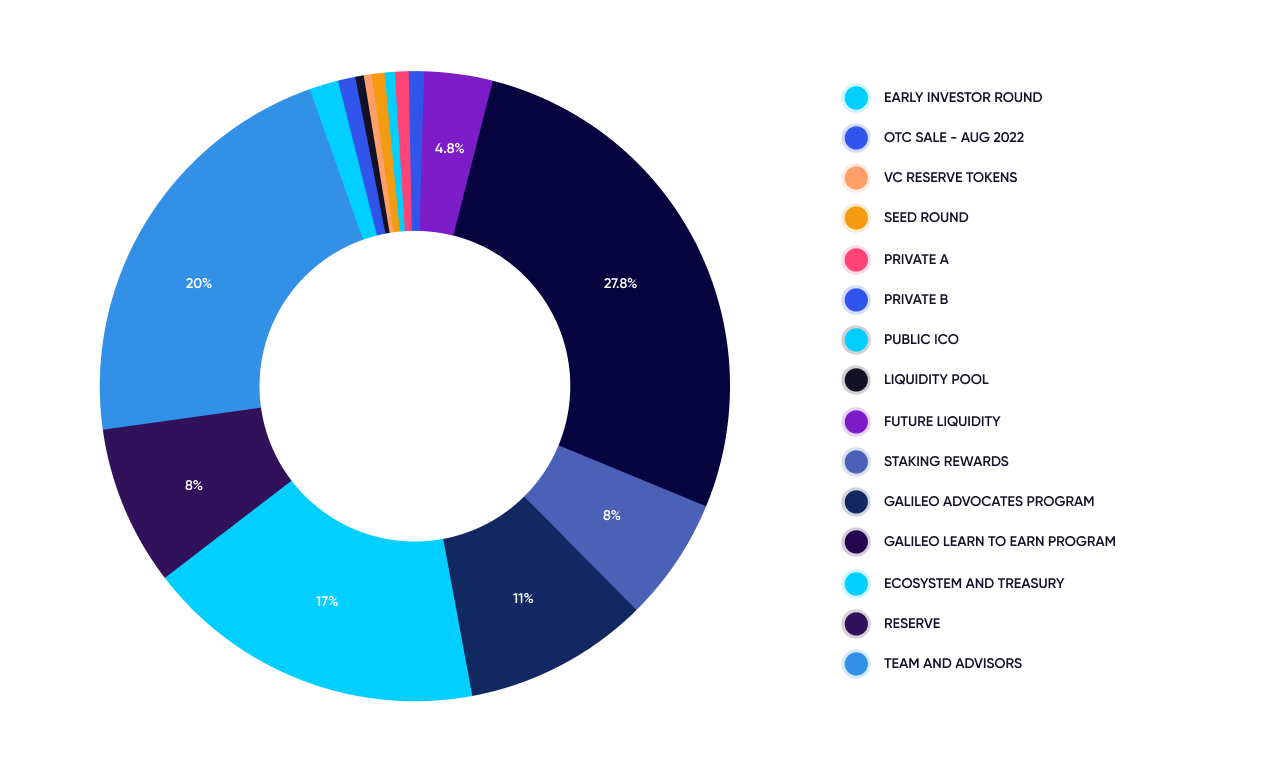 4.8%
27.8%
20%
8%
8%
11%
17%
EARLY INVESTOR ROUND
OTC SALE - AUG 2022
VC RESERVE TOKENS
SEED ROUND
PRIVATE A
PRIVATE B
PUBLIC ICO
LIQUIDITY POOL
FUTURE LIQUIDITY
STAKING REWARDS
GALILEO ADVOCATES PROGRAM
GALILEO LEARN TO EARN PROGRAM
ECOSYSTEM AND TREASURY
RESERVE
TEAM AND ADVISORS